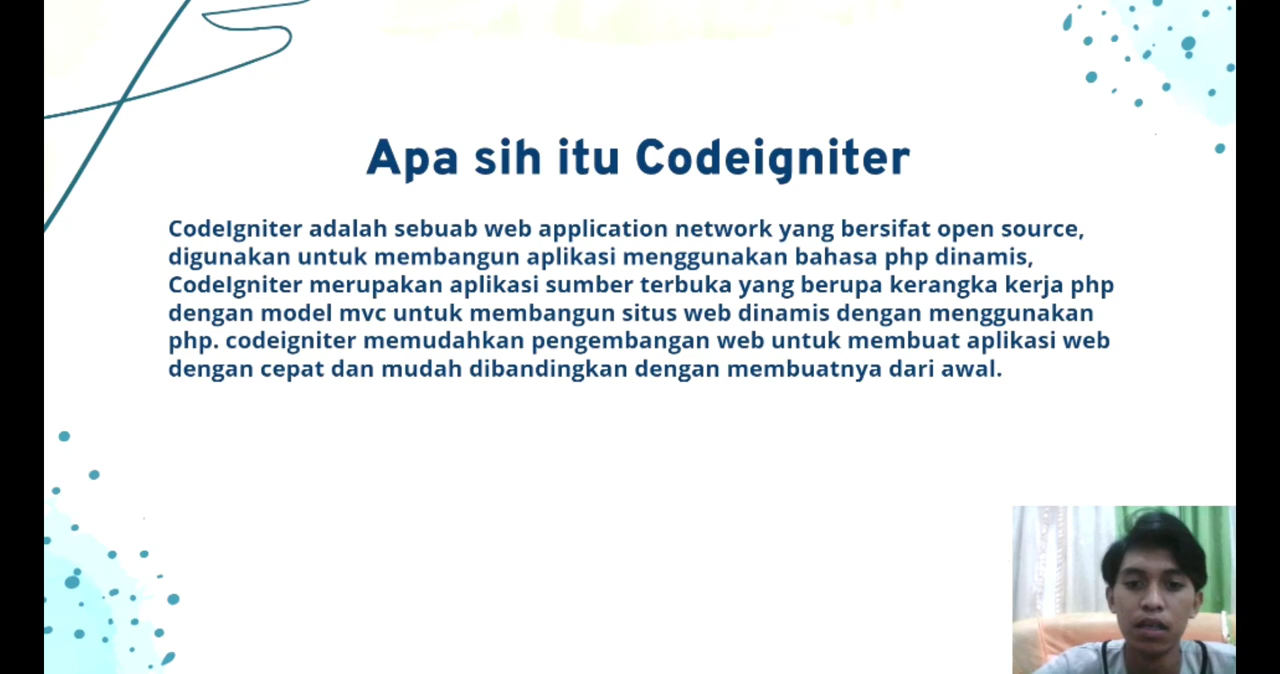 Apa sih itu Codeigniter
CodeIgniter adalah sebuab web application network yang bersifat open source,
digunakan untuk membangun aplikasi menggunakan bahasa php dinamis,
CodeIgniter merupakan aplikasi sumber terbuka yang berupa kerangka kerja php
dengan model mvc untuk membangun situs web dinamis dengan menggunakan
php. codeigniter memudahkan pengembangan web untuk membuat aplikasi web
dengan cepat dan mudah dibandingkan dengan membuatnya dari awal.